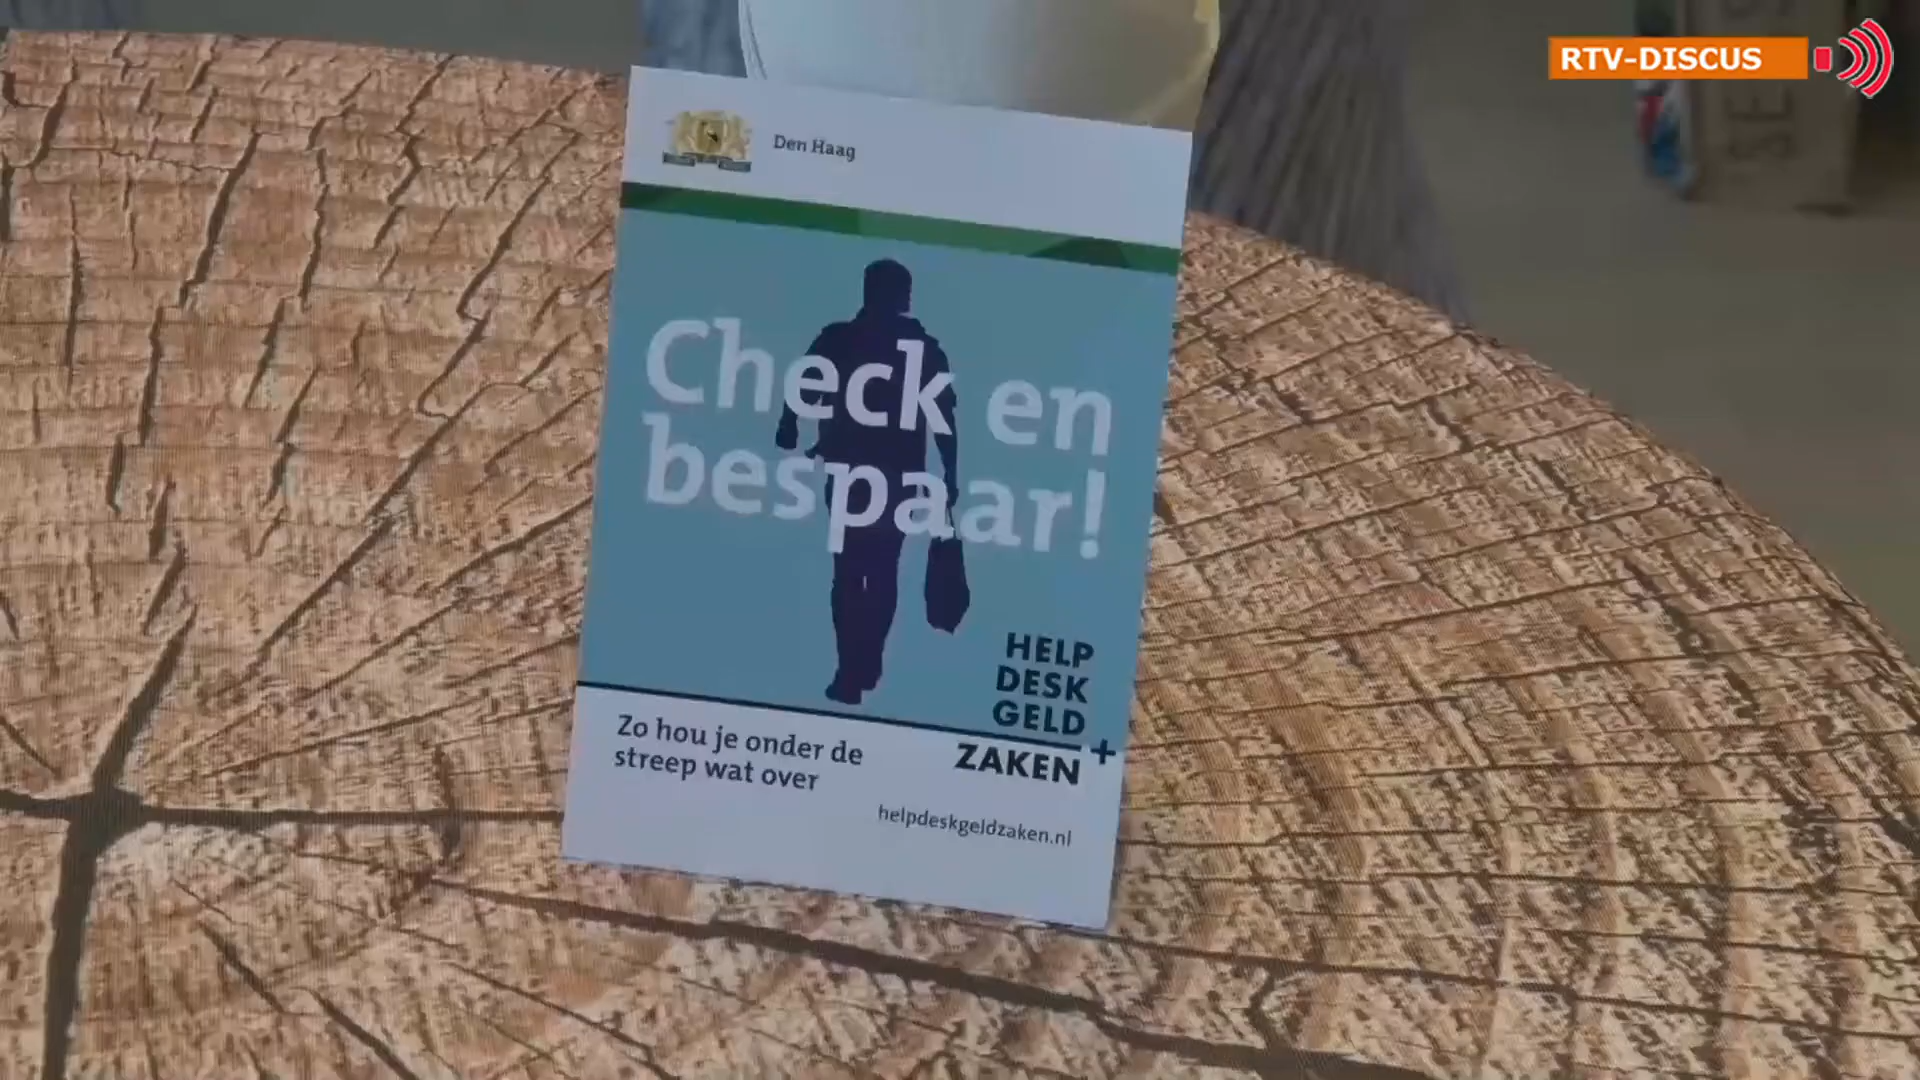 RTV-DISCUS
Den Haag
Check en
bespaar!
HELP
DESK
GELD
ZAKEN
+
Zo hou je onder de
streep wat over
helpdeskgeldzaken.nl